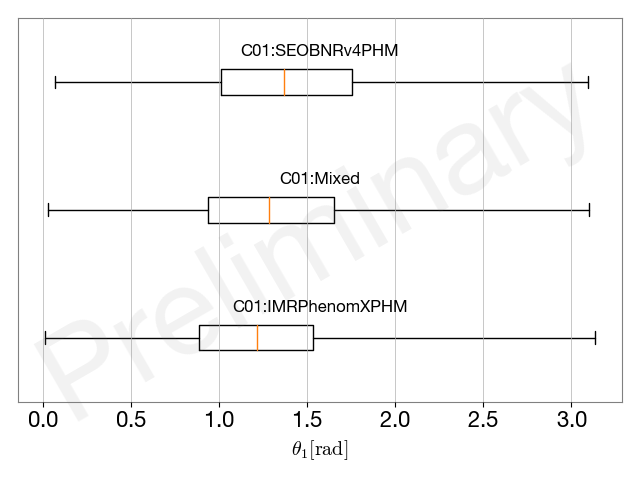 C01:SEOBNRv4PHM
C01:Mixed
C01:IMRPhenomXPHM
Preliminary
0.0 0.5 1.0 1.5 2.0 2.5 3.0
θ₁[rad]